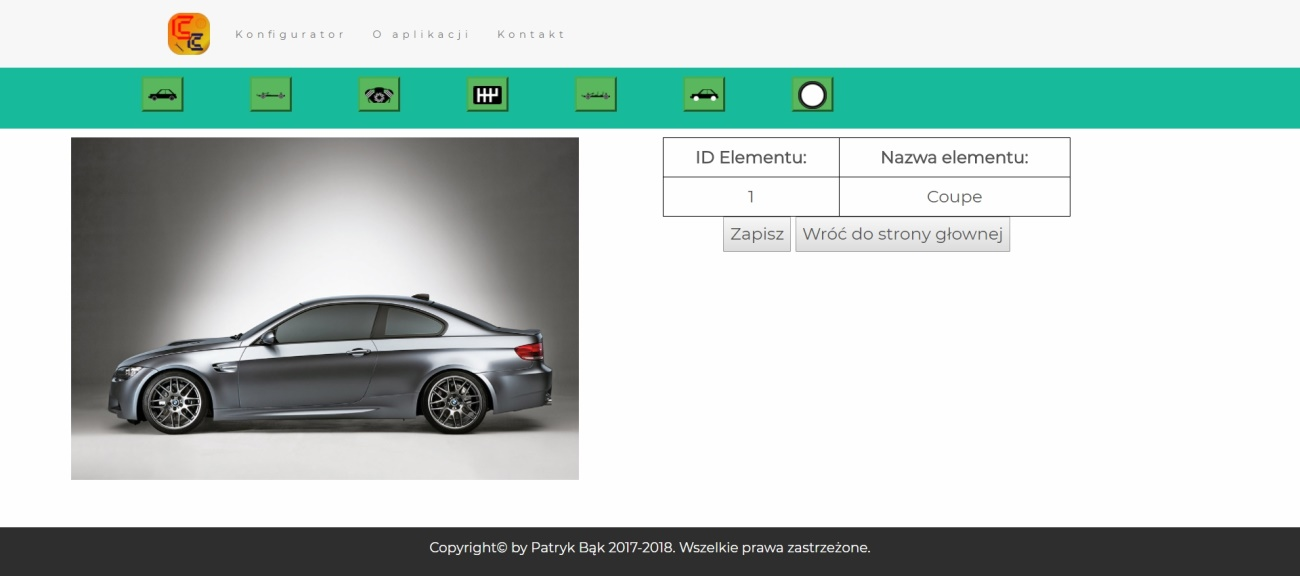 Konfigurator O aplikacji Kontakt
ID Elementu: Nazwa elementu:
1 Coupe
Zapisz Wróć do strony głownej
Copyright© by Patryk Bąk 2017-2018. Wszelkie prawa zastrzeżone.